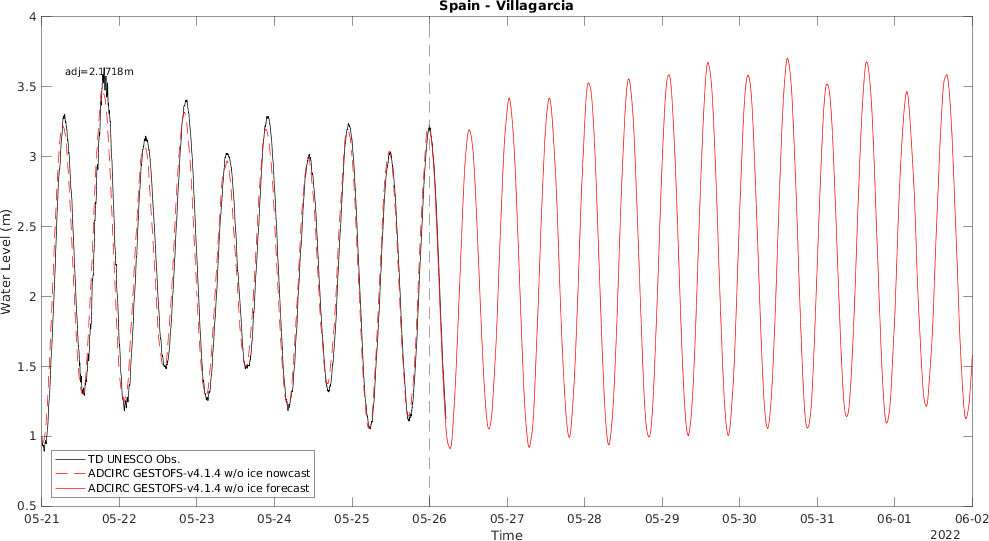 Spain - Villagarcia
4
adj=2.1718m
3.5
3
2.5
2
1.5
1
0.5
Water Level (m)
TD UNESCO Obs.
ADCIRC GESTOFS-v4.1.4 w/o ice nowcast
ADCIRC GESTOFS-v4.1.4 w/o ice forecast
05-21 05-22 05-23 05-24 05-25 05-26 05-27 05-28 05-29 05-30 05-31 06-01 06-02
Time
2022